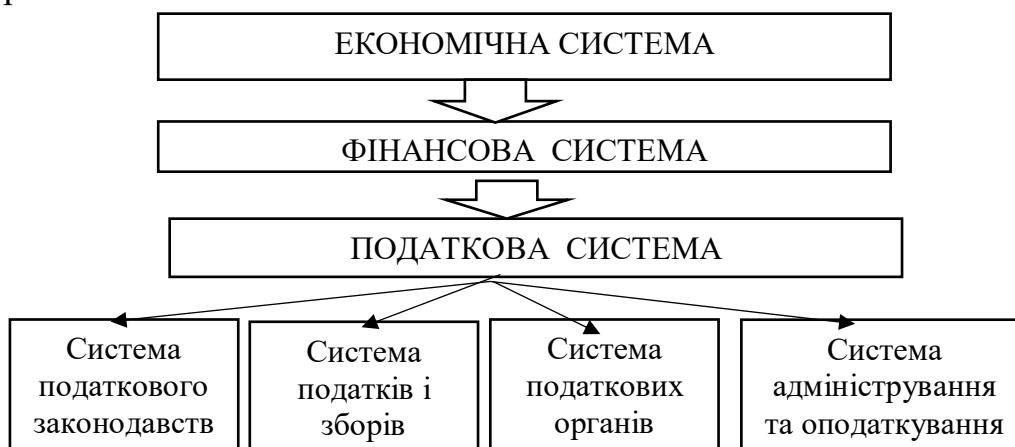 ЕКОНОМІЧНА СИСТЕМА
ФІНАНСОВА СИСТЕМА
ПОДАТКОВА СИСТЕМА
Система
податкового
законодавств
Система
податків і
зборів
Система
податкових
органів
Система
адміністрування
та оподаткування